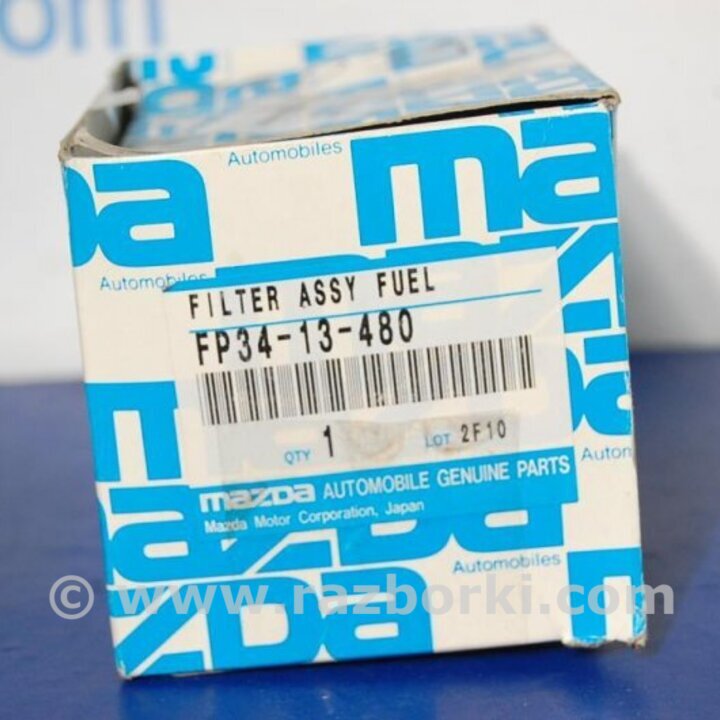 om
Automobiles
mazda
Automobiles
FILTER ASSY FUEL
FP34-13-480
QTY 1 LOT 2F10
mazda AUTOMOBILE GENUINE PARTS
Mazda Motor Corporation, Japan
Automobiles
© www.razborki.com